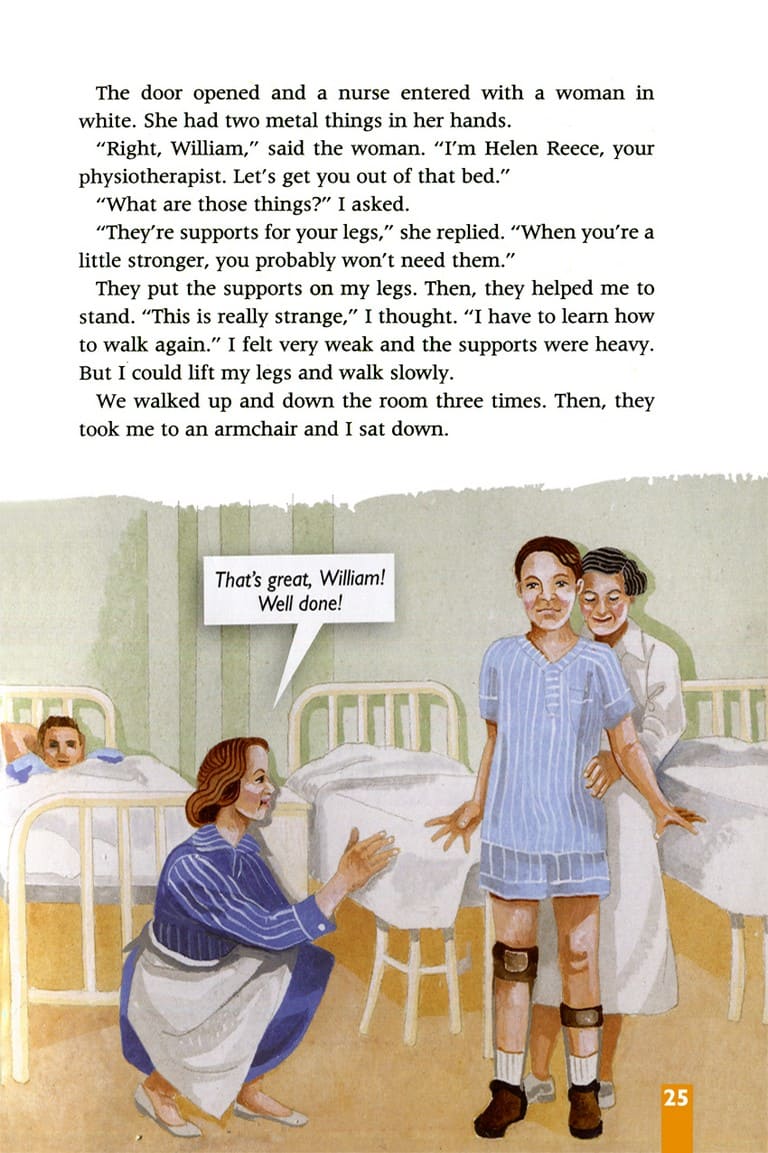 The door opened and a nurse entered with a woman in
white. She had two metal things in her hands.
“Right, William,” said the woman. “I’m Helen Reece, your
physiotherapist. Let’s get you out of that bed.”
“What are those things?” I asked.
“They’re supports for your legs,” she replied. “When you’re a
little stronger, you probably won’t need them.”
They put the supports on my legs. Then, they helped me to
stand. “This is really strange,” I thought. “I have to learn how
to walk again.” I felt very weak and the supports were heavy.
But I could lift my legs and walk slowly.
We walked up and down the room three times. Then, they
took me to an armchair and I sat down.
That’s great, William!
Well done!
25